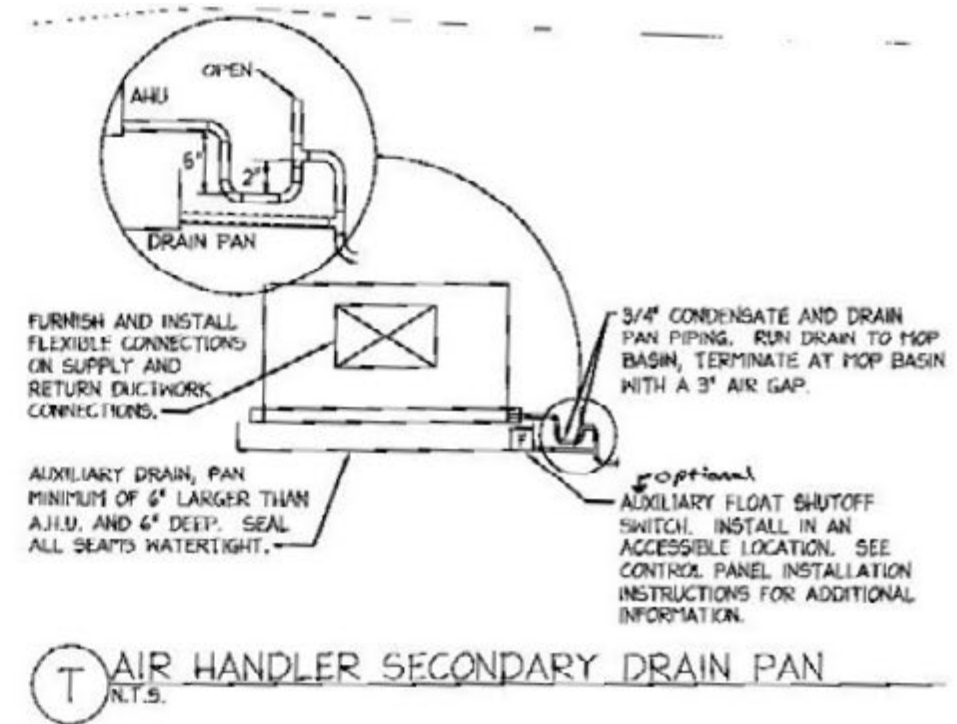 OPEN
AHU
6"
2"
DRAIN PAN
FURNISH AND INSTALL
FLEXIBLE CONNECTIONS
ON SUPPLY AND
RETURN DUCTWORK
CONNECTIONS.
3/4" CONDENSATE AND DRAIN
PAN PIPING. RUN DRAIN TO MOP
BASIN, TERMINATE AT MOP BASIN
WITH A 3" AIR GAP.
F
AUXILIARY DRAIN, PAN
MINIMUM OF 6" LARGER THAN
A.H.U. AND 6" DEEP. SEAL
ALL SEAMS WATERTIGHT.
optional
AUXILIARY FLOAT SHUTOFF
SWITCH. INSTALL IN AN
ACCESSIBLE LOCATION. SEE
CONTROL PANEL INSTALLATION
INSTRUCTIONS FOR ADDITIONAL
INFORMATION.
T
AIR HANDLER SECONDARY DRAIN PAN
N.T.S.